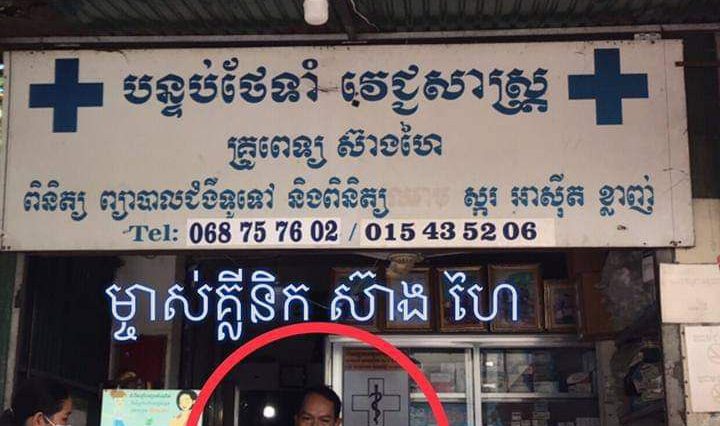 បន្ទប់ថែទាំ វេជ្ជសាស្ត្រ
គ្រូពេទ្យ ស៊ាងហៃ
ពិនិត្យ ព្យាបាលជំងឺទូទៅ និងពិនិត្យឈាម ស្ករ អាស៊ីត ខ្លាញ់
Tel: 068 75 76 02 / 015 43 52 06
ម្ចាស់គ្លីនិក ស៊ាង ហៃ